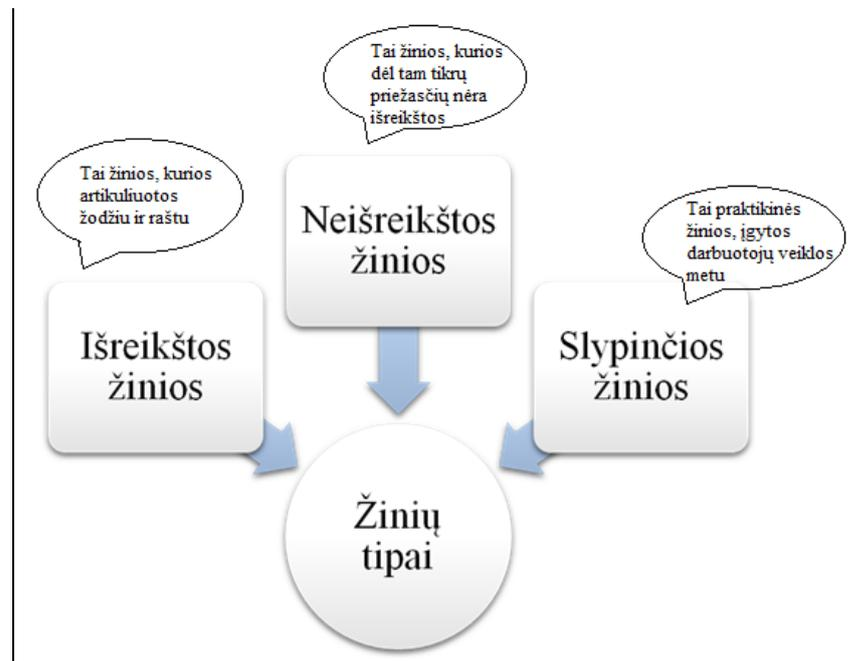 Tai žinios, kurios
dėl tam tikrų
priežasčių nėra
išreikštos
Tai žinios, kurios
artikuliuotos
žodžiu ir raštu
Tai praktikinės
žinios, įgytos
darbuotojų veiklos
metu
Neišreikštos
žinios
Išreikštos
žinios
Slypinčios
žinios
Žinių
tipai